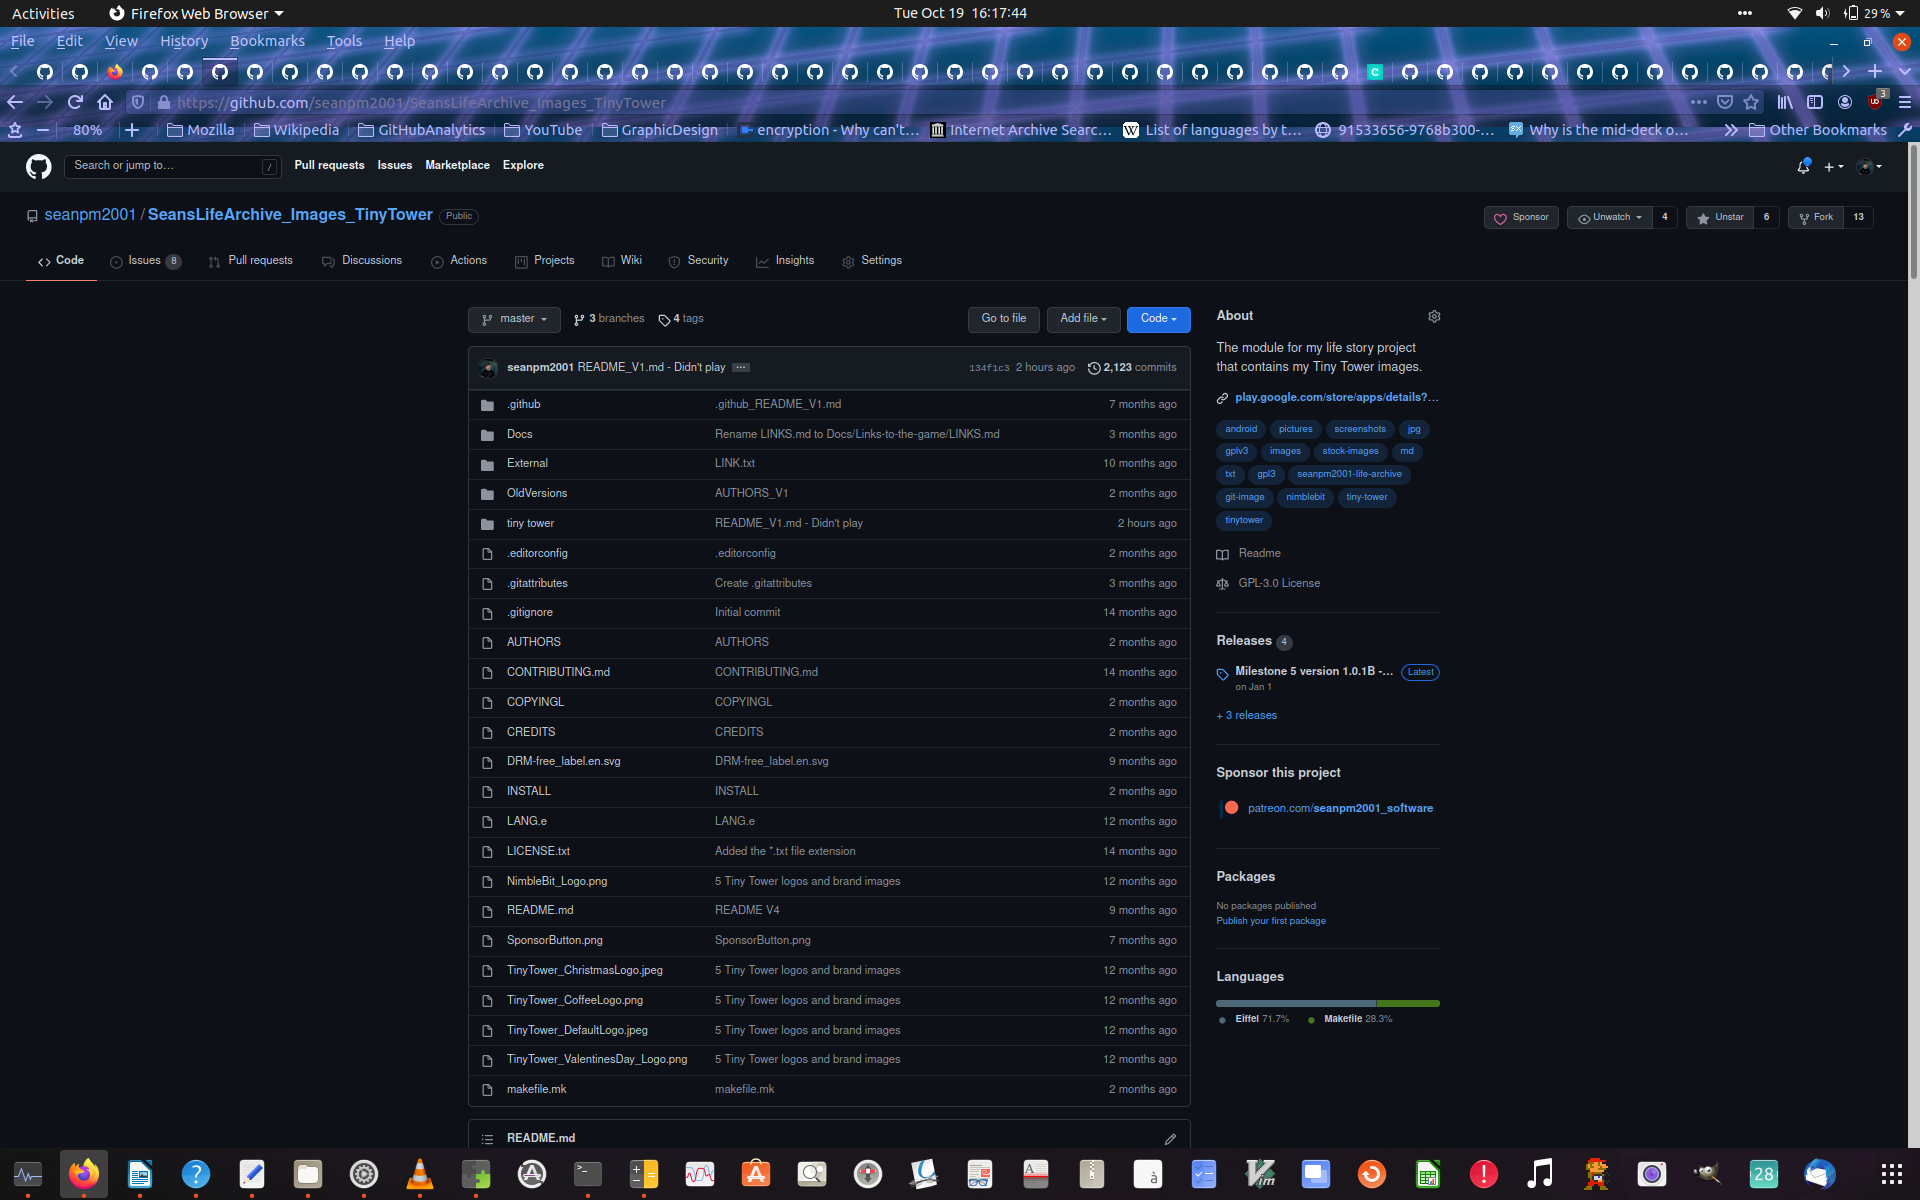 Activities Firefox Web Browser Tue Oct 19 16:17:44 29 %
File Edit View History Bookmarks Tools Help
https://github.com/seanpm2001/SeansLifeArchive_Images_TinyTower 3
80% Mozilla Wikipedia GitHubAnalytics YouTube GraphicDesign encryption - Why can't… Internet Archive Searc… List of languages by t… 91533656-9768b300-… Why is the mid-deck o… Other Bookmarks
Search or jump to… / Pull requests Issues Marketplace Explore
seanpm2001 / SeansLifeArchive_Images_TinyTower Public Sponsor Unwatch 4 Unstar 6 Fork 13
Code Issues 8 Pull requests Discussions Actions Projects Wiki Security Insights Settings
master 3 branches 4 tags Go to file Add file Code
seanpm2001 README_V1.md - Didn't play 134f1c3 2 hours ago 2,123 commits
.github .github_README_V1.md 7 months ago
Docs Rename LINKS.md to Docs/Links-to-the-game/LINKS.md 3 months ago
External LINK.txt 10 months ago
OldVersions AUTHORS_V1 2 months ago
tiny tower README_V1.md - Didn't play 2 hours ago
.editorconfig .editorconfig 2 months ago
.gitattributes Create .gitattributes 3 months ago
.gitignore Initial commit 14 months ago
AUTHORS AUTHORS 2 months ago
CONTRIBUTING.md CONTRIBUTING.md 14 months ago
COPYINGL COPYINGL 2 months ago
CREDITS CREDITS 2 months ago
DRM-free_label.en.svg DRM-free_label.en.svg 9 months ago
INSTALL INSTALL 2 months ago
LANG.e LANG.e 12 months ago
LICENSE.txt Added the *.txt file extension 14 months ago
NimbleBit_Logo.png 5 Tiny Tower logos and brand images 12 months ago
README.md README V4 9 months ago
SponsorButton.png SponsorButton.png 7 months ago
TinyTower_ChristmasLogo.jpeg 5 Tiny Tower logos and brand images 12 months ago
TinyTower_CoffeeLogo.png 5 Tiny Tower logos and brand images 12 months ago
TinyTower_DefaultLogo.jpeg 5 Tiny Tower logos and brand images 12 months ago
TinyTower_ValentinesDay_Logo.png 5 Tiny Tower logos and brand images 12 months ago
makefile.mk makefile.mk 2 months ago
README.md
About
The module for my life story project
that contains my Tiny Tower images.
play.google.com/store/apps/details?…
android pictures screenshots jpg
gplv3 images stock-images md
txt gpl3 seanpm2001-life-archive
git-image nimblebit tiny-tower
tinytower
Readme
GPL-3.0 License
Releases 4
Milestone 5 version 1.0.1B -… Latest
on Jan 1
+ 3 releases
Sponsor this project
patreon.com/seanpm2001_software
Packages
No packages published
Publish your first package
Languages
Eiffel 71.7% Makefile 28.3%
28